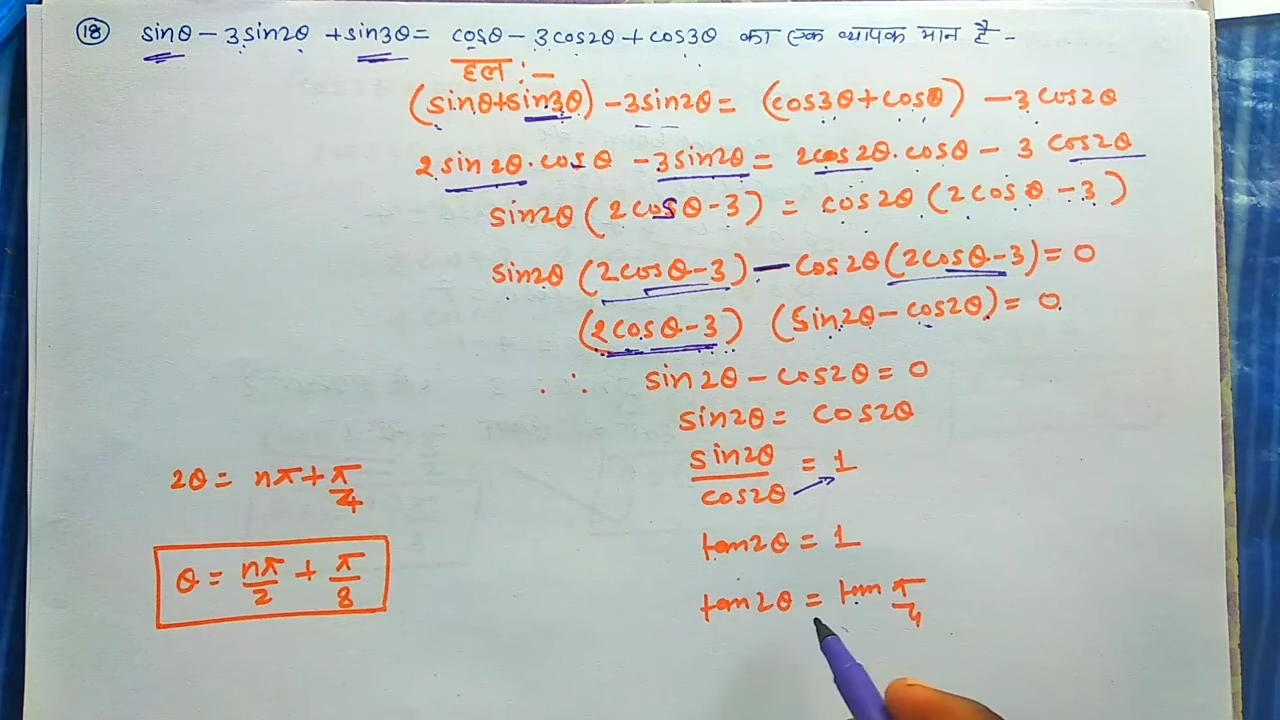 (18) sinθ - 3sin2θ + sin3θ = cosθ - 3cos2θ + cos3θ का एक व्यापक मान है -
हल :-
(sinθ+sin3θ) - 3sin2θ = (cos3θ + cosθ) - 3cos2θ
2sin2θ.cosθ - 3sin2θ = 2cos2θ.cosθ - 3cos2θ
sin2θ (2cosθ-3) = cos2θ (2cosθ-3)
sin2θ (2cosθ-3) - cos2θ(2cosθ-3) = 0
(2cosθ-3) (sin2θ - cos2θ) = 0
∴ sin2θ - cos2θ = 0
sin2θ = cos2θ
sin2θ/cos2θ = 1
tan2θ = 1
tan2θ = tan π/4
2θ = nπ + π/4
θ = nπ/2 + π/8